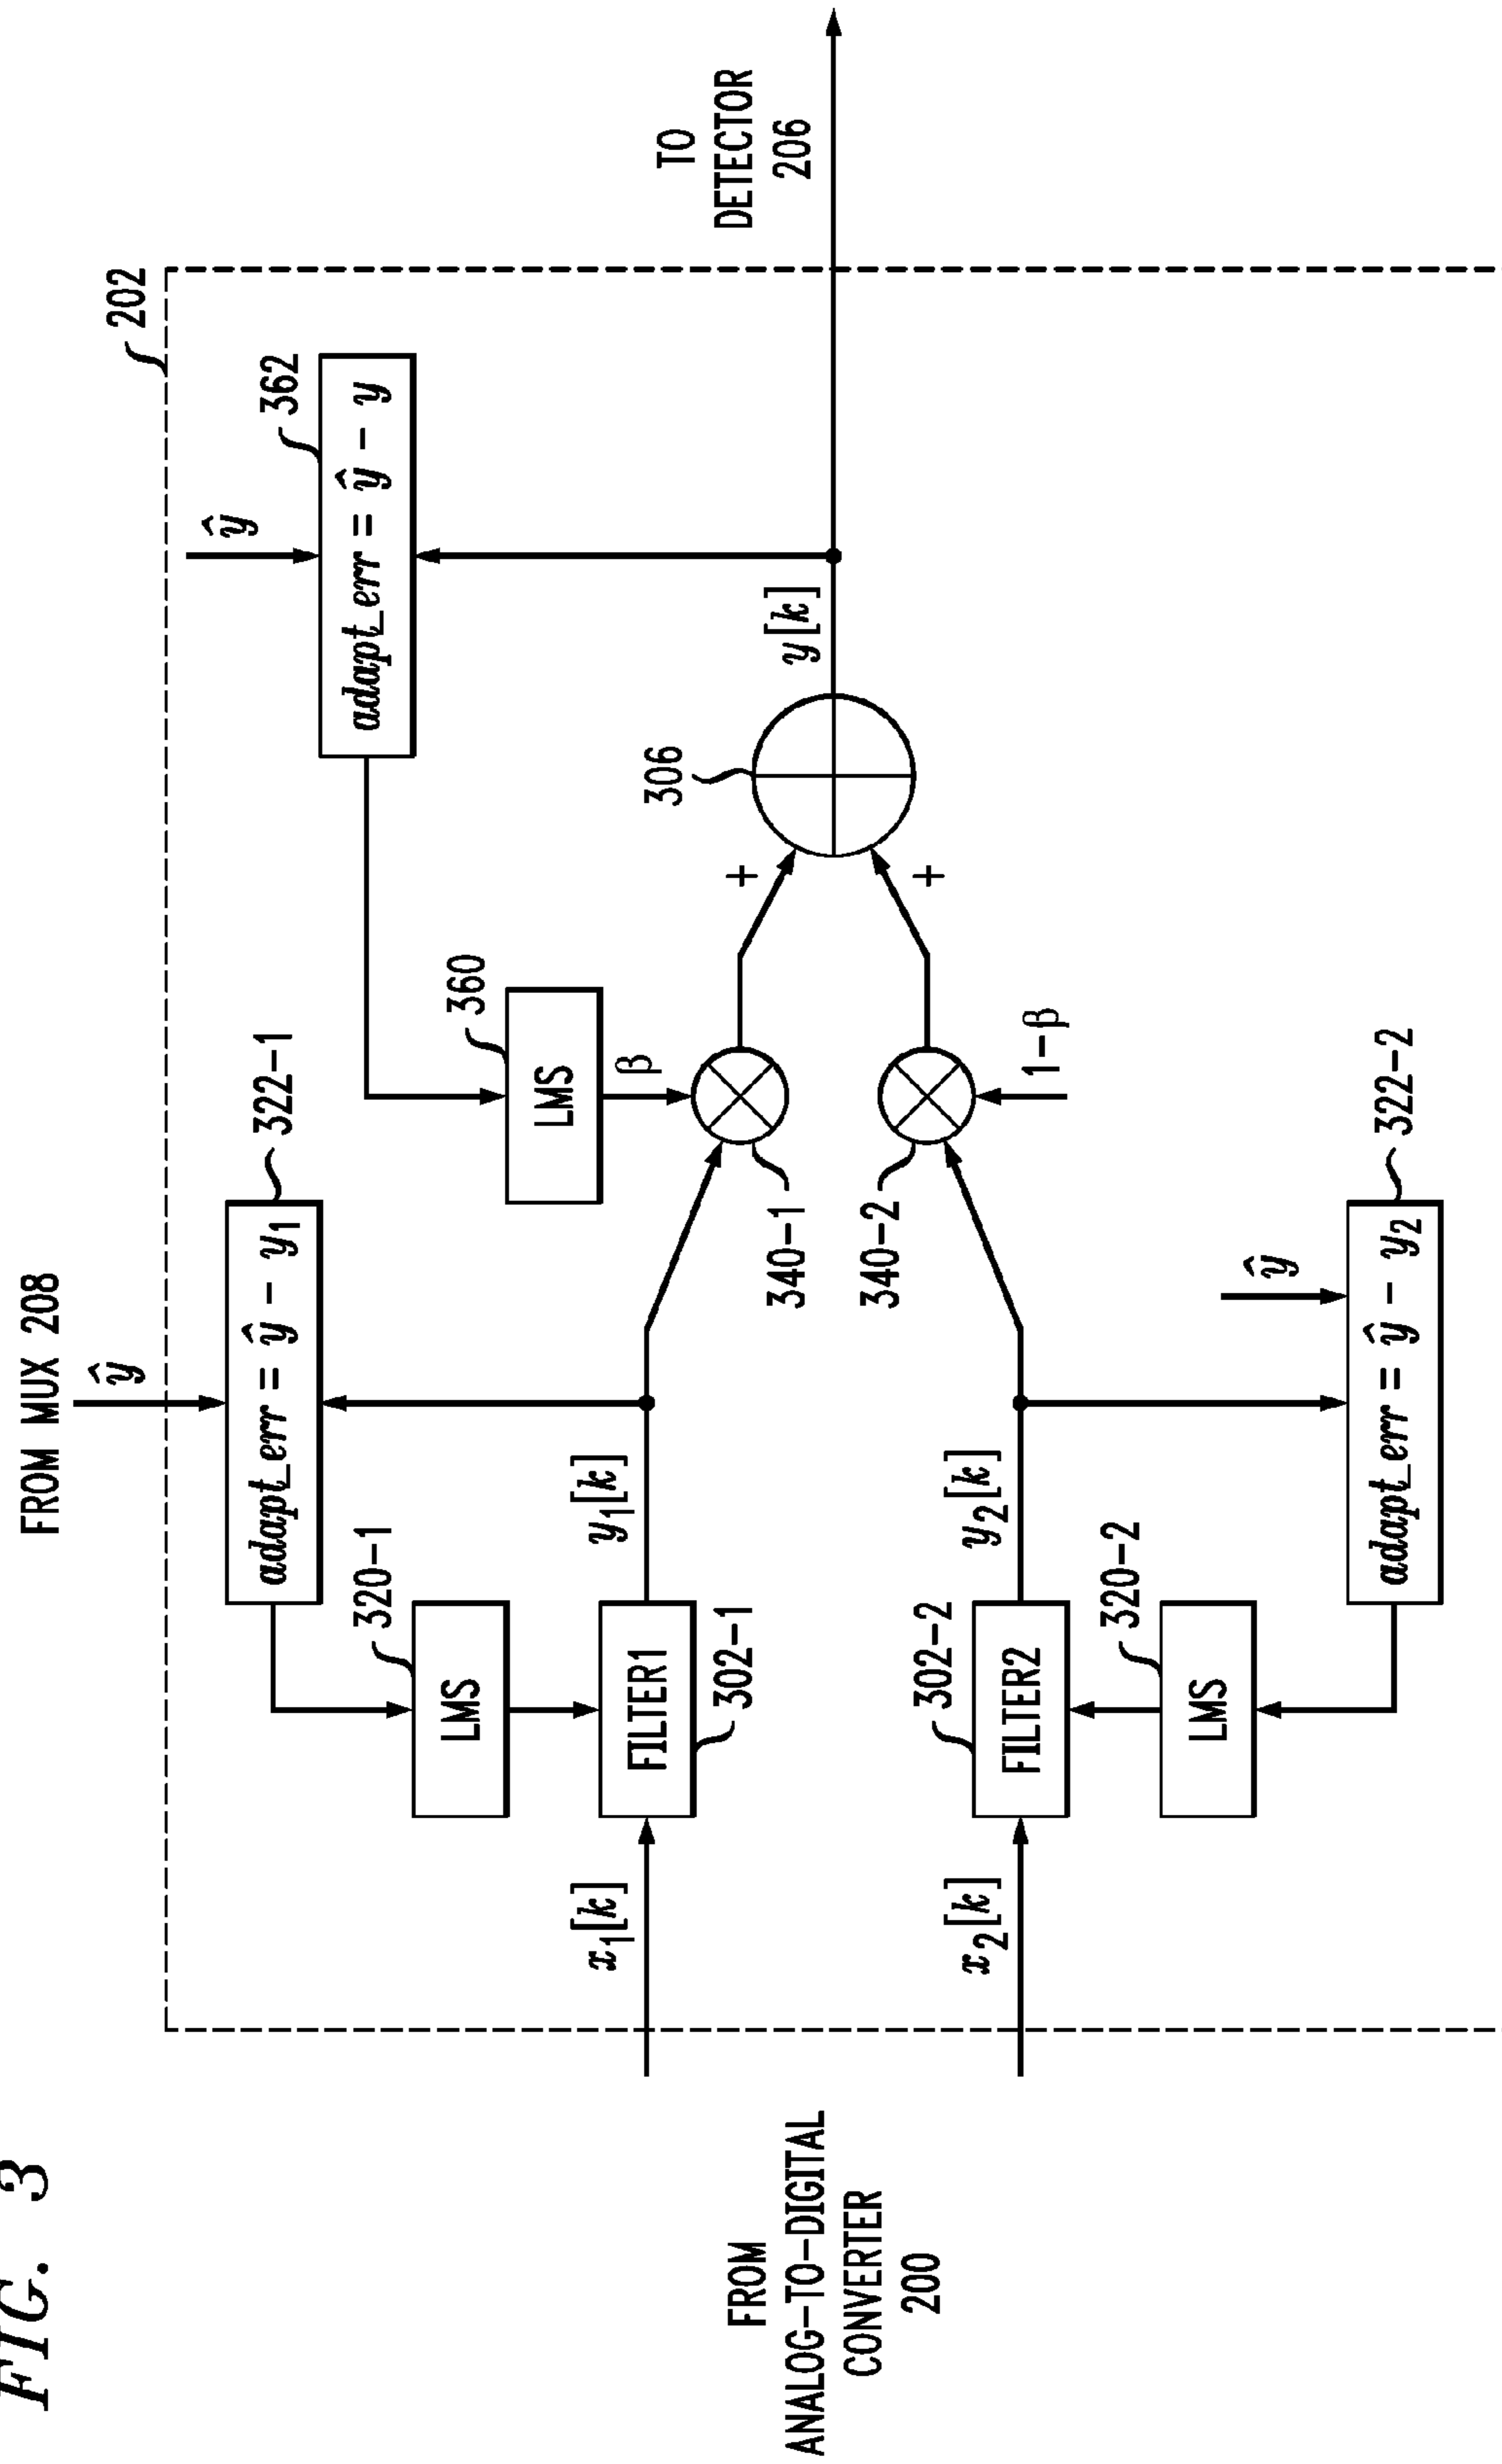 FIG. 3
FROM MUX 208
ŷ
202
322-1
adapt_err = ŷ - y1
ŷ
362
adapt_err = ŷ - y
320-1
LMS
360
LMS
β
x1[k]
FILTER1
302-1
y1[k]
340-1
306
+
y[k]
TO
DETECTOR
206
FROM
ANALOG-TO-DIGITAL
CONVERTER
200
+
340-2
1-β
x2[k]
302-2
FILTER2
y2[k]
320-2
LMS
ŷ
322-2
adapt_err = ŷ - y2